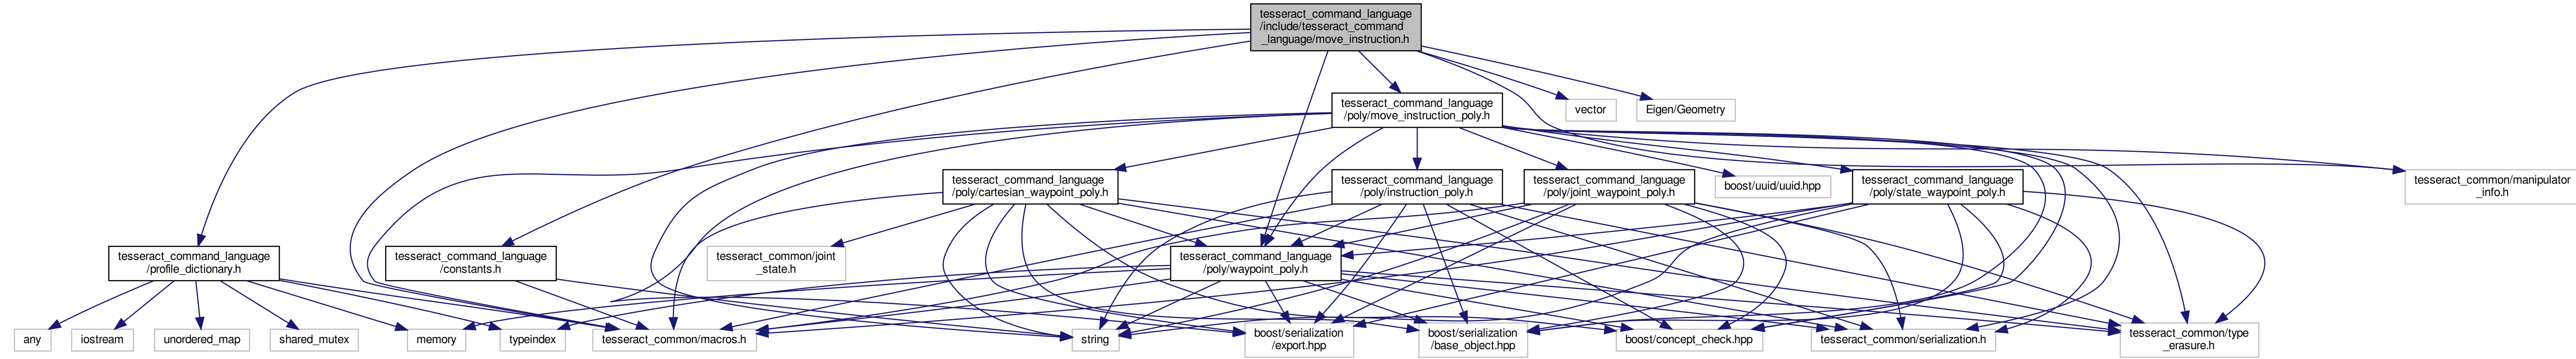 tesseract_command_language
/include/tesseract_command
_language/move_instruction.h
tesseract_command_language
/poly/move_instruction_poly.h
vector
Eigen/Geometry
tesseract_command_language
/poly/cartesian_waypoint_poly.h
tesseract_command_language
/poly/instruction_poly.h
tesseract_command_language
/poly/joint_waypoint_poly.h
boost/uuid/uuid.hpp
tesseract_command_language
/poly/state_waypoint_poly.h
tesseract_common/manipulator
_info.h
tesseract_command_language
/profile_dictionary.h
tesseract_command_language
/constants.h
tesseract_common/joint
_state.h
tesseract_command_language
/poly/waypoint_poly.h
any
iostream
unordered_map
shared_mutex
memory
typeindex
tesseract_common/macros.h
string
boost/serialization
/export.hpp
boost/serialization
/base_object.hpp
boost/concept_check.hpp
tesseract_common/serialization.h
tesseract_common/type
_erasure.h